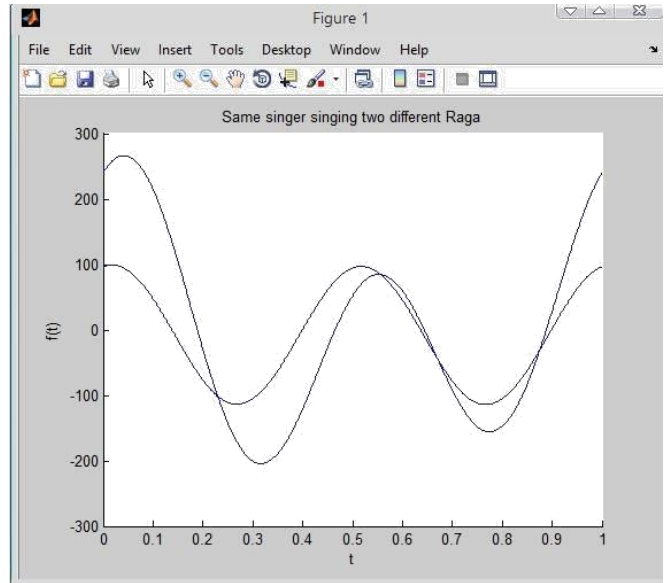 Figure 1
File Edit View Insert Tools Desktop Window Help
Same singer singing two different Raga
300
200
100
0
-100
-200
-300
f(t)
0 0.1 0.2 0.3 0.4 0.5 0.6 0.7 0.8 0.9 1
t